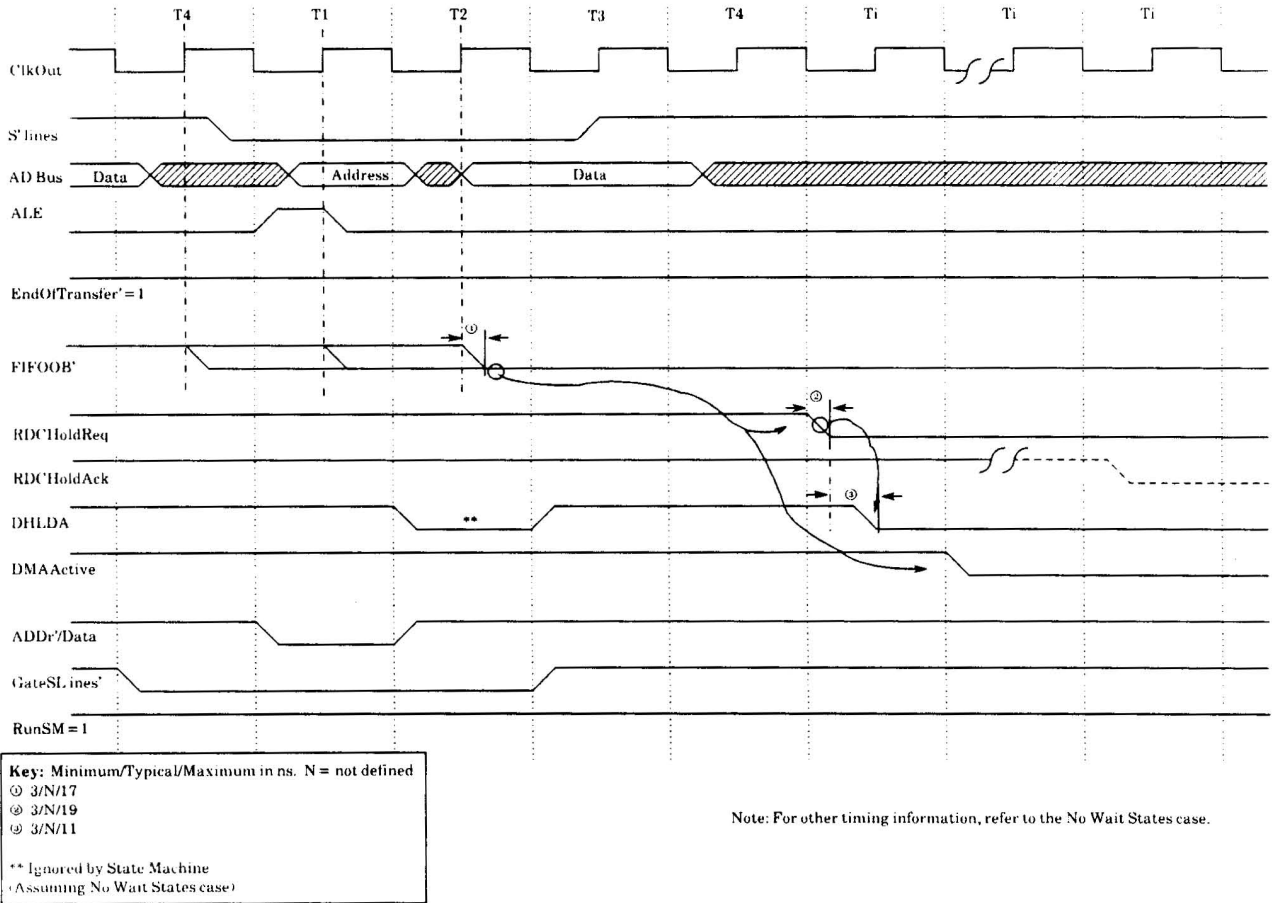 T4 T1 T2 T3 T4 Ti Ti Ti
ClkOut
S' lines
AD Bus Data Address Data
ALE
EndOfTransfer' = 1
①
FIFOOB'
②
RDCHoldReq
RDCHoldAck
③
DHLDA **
DMAActive
ADDr'/Data
GateSLines'
RunSM = 1
Key: Minimum/Typical/Maximum in ns. N = not defined
① 3/N/17
② 3/N/19
③ 3/N/11
** Ignored by State Machine
(Assuming No Wait States case)
Note: For other timing information, refer to the No Wait States case.